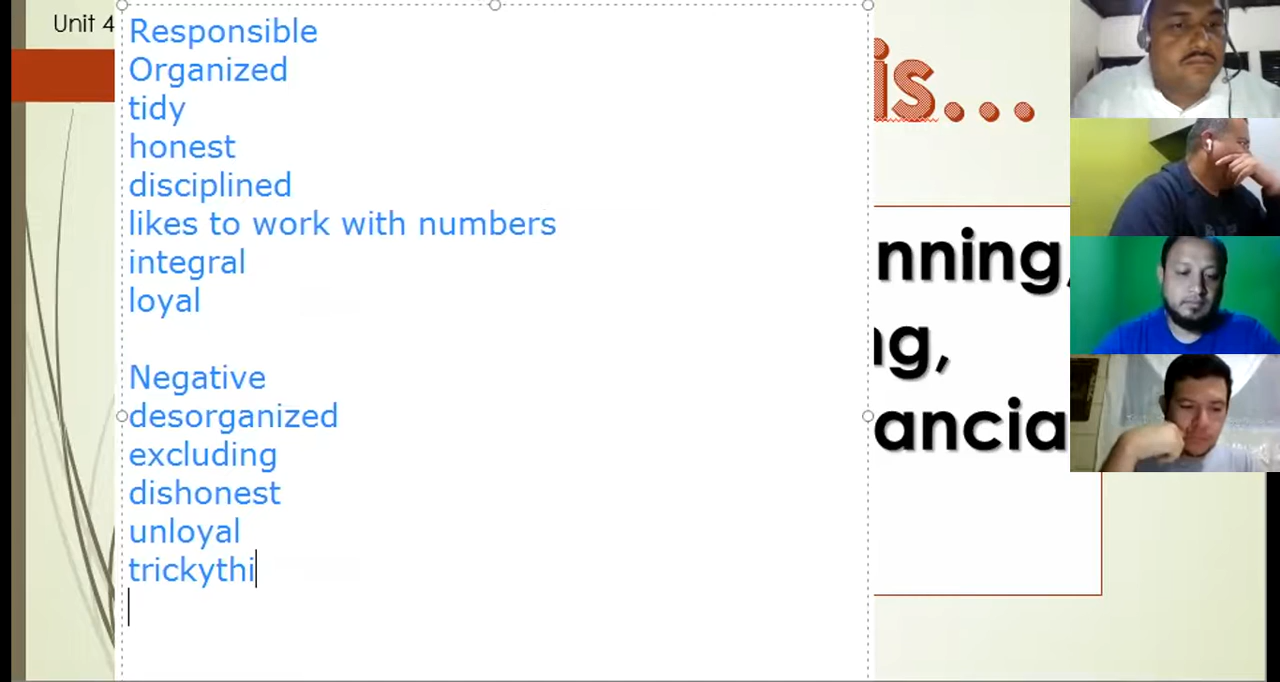 Unit 4
Responsible
Organized
tidy
honest
disciplined
likes to work with numbers
integral
loyal
Negative
desorganized
excluding
dishonest
unloyal
trickythi
is...
nning,
ng,
ancia